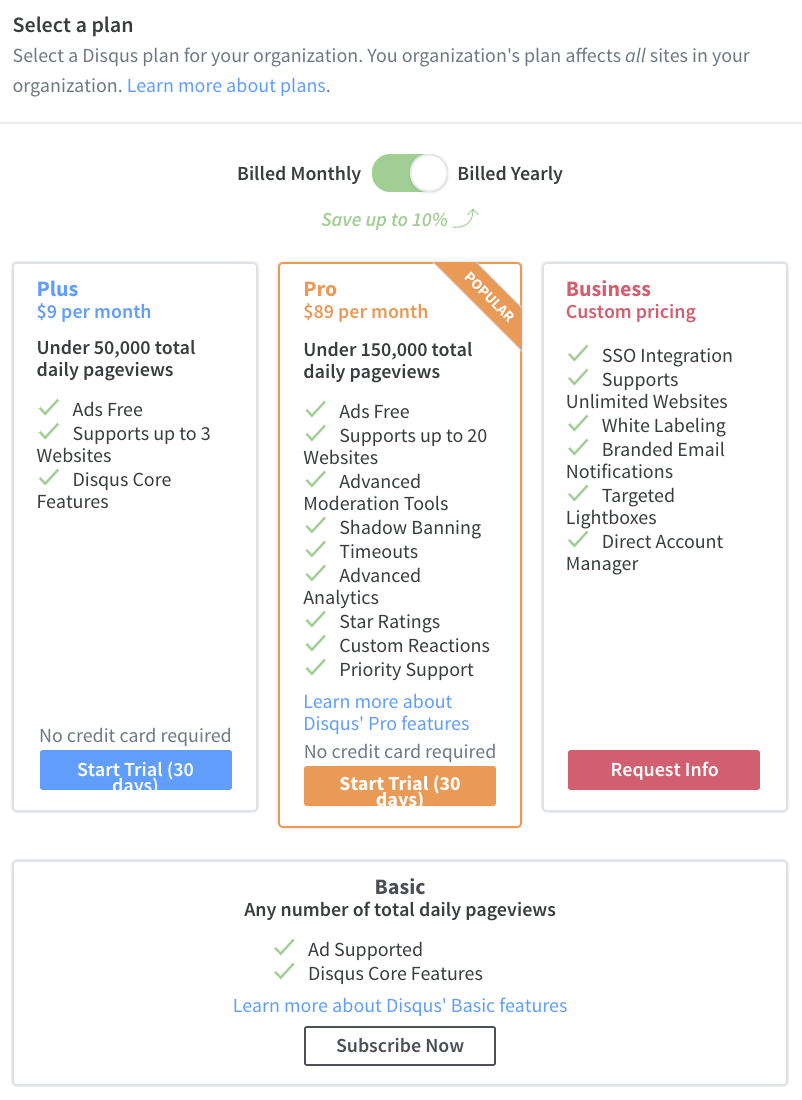 Select a plan
Select a Disqus plan for your organization. You organization's plan affects all sites in your
organization. Learn more about plans.
Billed Monthly
Billed Yearly
Save up to 10%
Plus
$9 per month
Under 50,000 total
daily pageviews
Ads Free
Supports up to 3
Websites
Disqus Core
Features
No credit card required
Start Trial (30
days)
POPULAR
Pro
$89 per month
Under 150,000 total
daily pageviews
Ads Free
Supports up to 20
Websites
Advanced
Moderation Tools
Shadow Banning
Timeouts
Advanced
Analytics
Star Ratings
Custom Reactions
Priority Support
Learn more about
Disqus' Pro features
No credit card required
Start Trial (30
days)
Business
Custom pricing
SSO Integration
Supports
Unlimited Websites
White Labeling
Branded Email
Notifications
Targeted
Lightboxes
Direct Account
Manager
Request Info
Basic
Any number of total daily pageviews
Ad Supported
Disqus Core Features
Learn more about Disqus' Basic features
Subscribe Now